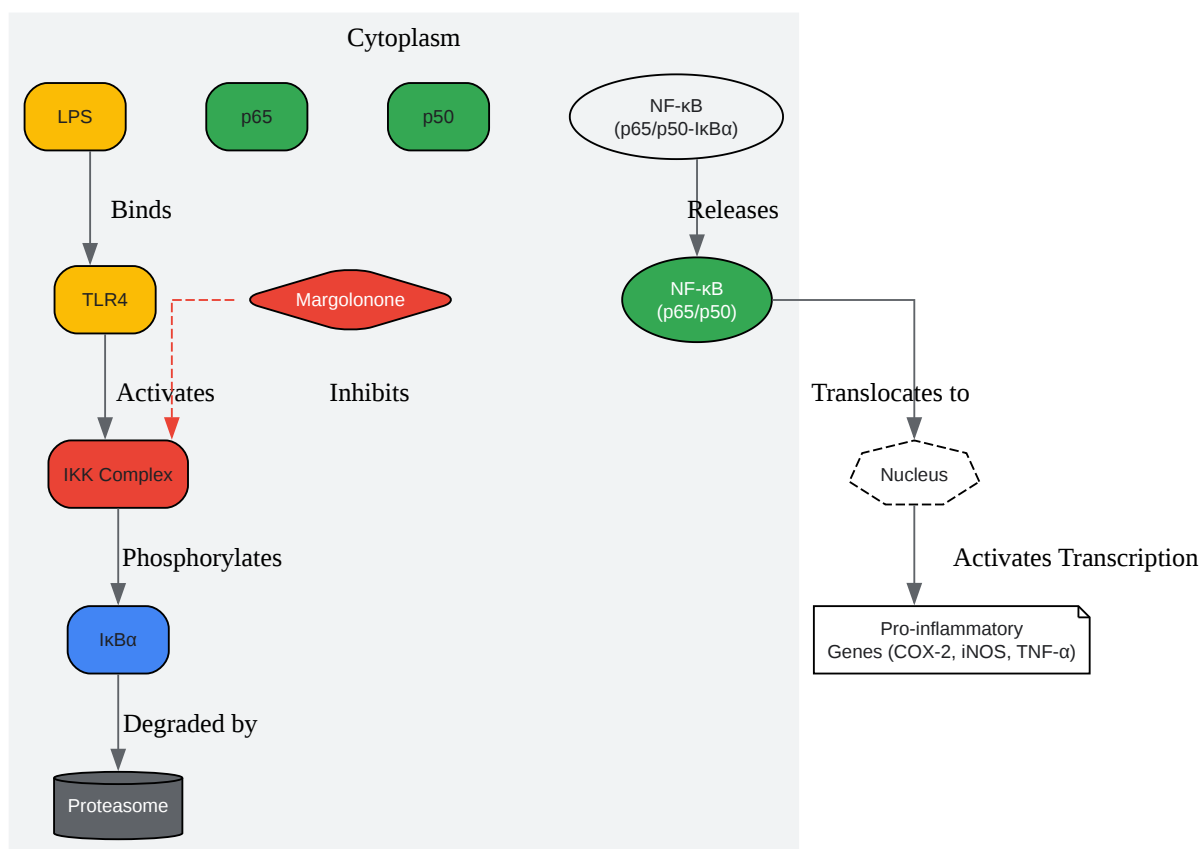 Cytoplasm
LPS
p65
p50
NF-κB
(p65/p50-IκBα)
Binds
Releases
TLR4
Margolonone
NF-κB
(p65/p50)
Activates
Inhibits
Translocates to
IKK Complex
Nucleus
Phosphorylates
Activates Transcription
IκBα
Pro-inflammatory
Genes (COX-2, iNOS, TNF-α)
Degraded by
Proteasome